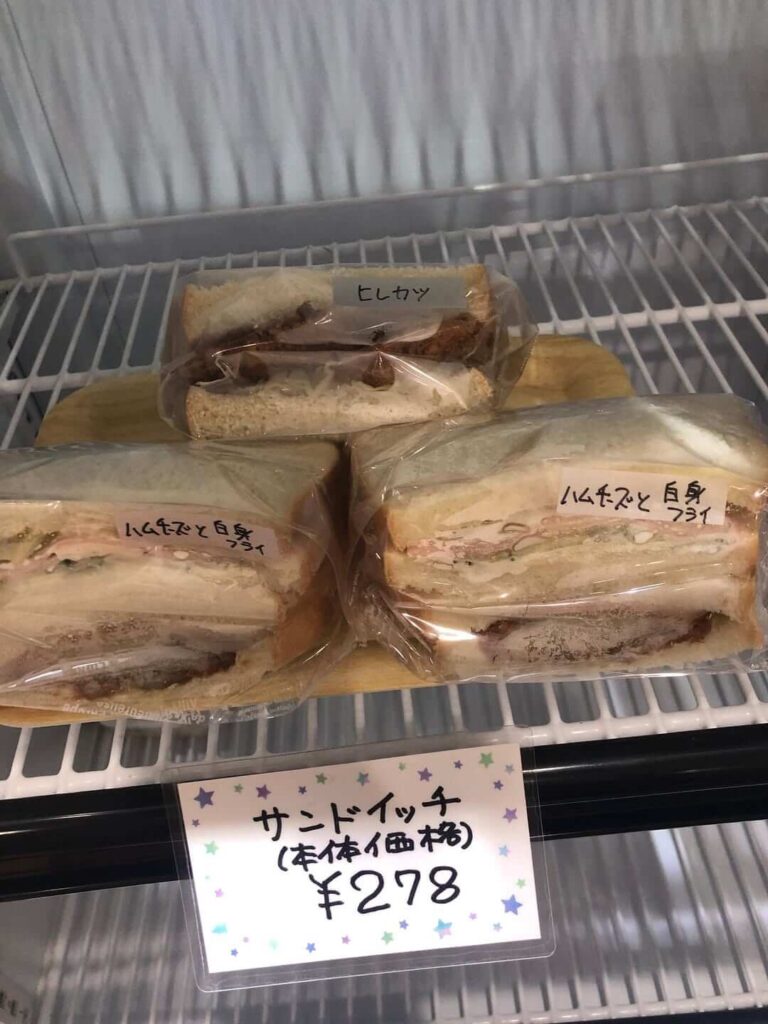 ヒレカツ
ハムチーズと白身
フライ
ハムチーズと白身
フライ
サンドイッチ
(本体価格)
¥278